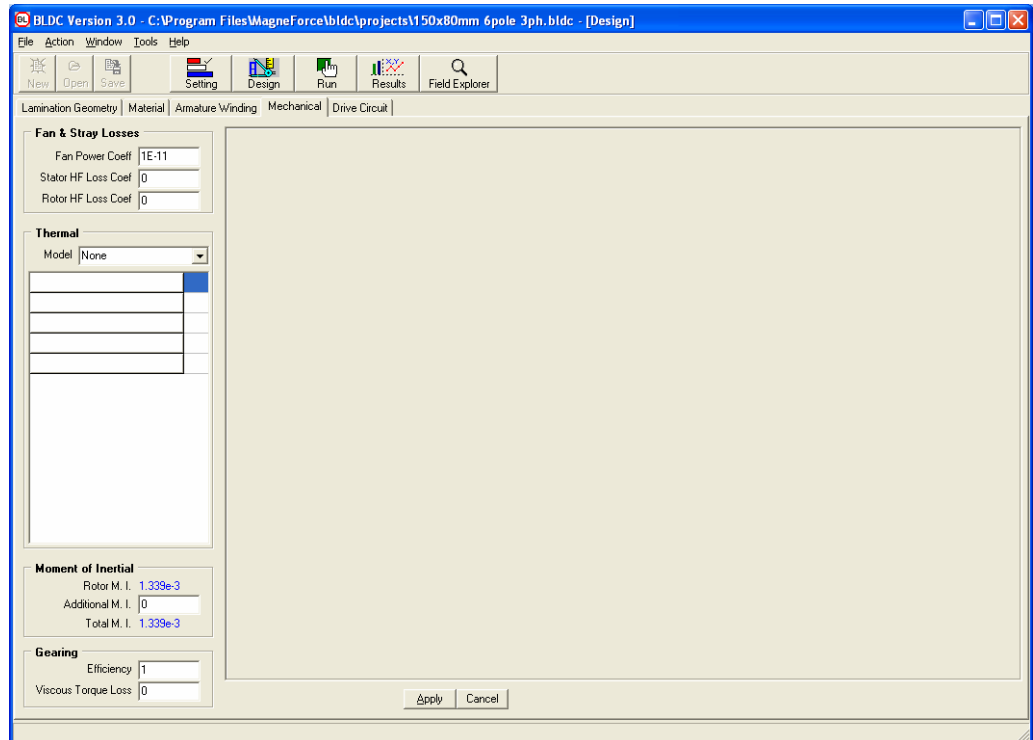 BL BLDC Version 3.0 - C:\Program Files\MagneForce\bldc\projects\150x80mm 6pole 3ph.bldc - [Design]
File Action Window Tools Help
New Open Save Setting Design Run Results Field Explorer
Lamination Geometry Material Armature Winding Mechanical Drive Circuit
Fan & Stray Losses
Fan Power Coeff 1E-11
Stator HF Loss Coef 0
Rotor HF Loss Coef 0
Thermal
Model None
Moment of Inertial
Rotor M. I. 1.339e-3
Additional M. I. 0
Total M. I. 1.339e-3
Gearing
Efficiency 1
Viscous Torque Loss 0
Apply Cancel